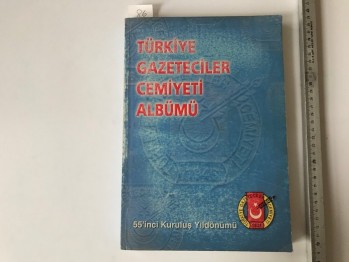 TÜRKİYE
GAZETECİLER
CEMİYETİ
ALBÜMÜ
55'inci Kuruluş Yıldönümü